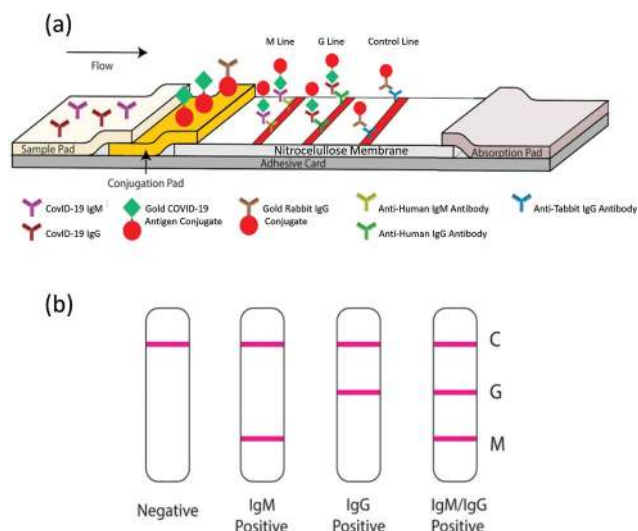 (a)
Flow
M Line
G Line
Control Line
Sample Pad
Conjugation Pad
Nitrocellulose Membrane
Adhesive Card
Absorption Pad
CovID-19 IgM
CovID-19 IgG
Gold COVID-19
Antigen Conjugate
Gold Rabbit IgG
Conjugate
Anti-Human IgM Antibody
Anti-Human IgG Antibody
Anti-Tabbit IgG Antibody
(b)
C
G
M
Negative
IgM
Positive
IgG
Positive
IgM/IgG
Positive